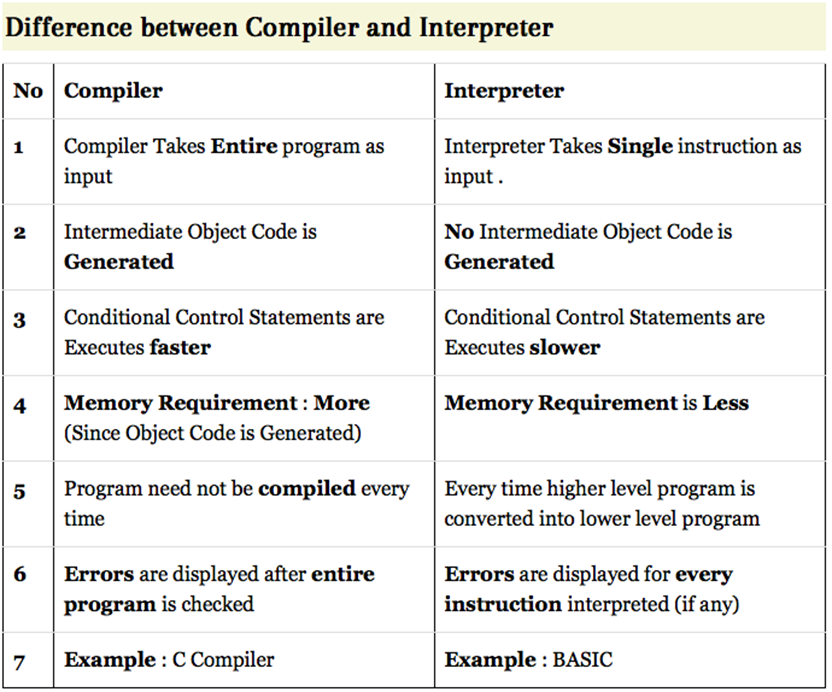 Difference between Compiler and Interpreter
No Compiler Interpreter
1 Compiler Takes Entire program as
input
Interpreter Takes Single instruction as
input .
2 Intermediate Object Code is
Generated
No Intermediate Object Code is
Generated
3 Conditional Control Statements are
Executes faster
Conditional Control Statements are
Executes slower
4 Memory Requirement : More
(Since Object Code is Generated)
Memory Requirement is Less
5 Program need not be compiled every
time
Every time higher level program is
converted into lower level program
6 Errors are displayed after entire
program is checked
Errors are displayed for every
instruction interpreted (if any)
7 Example : C Compiler
Example : BASIC